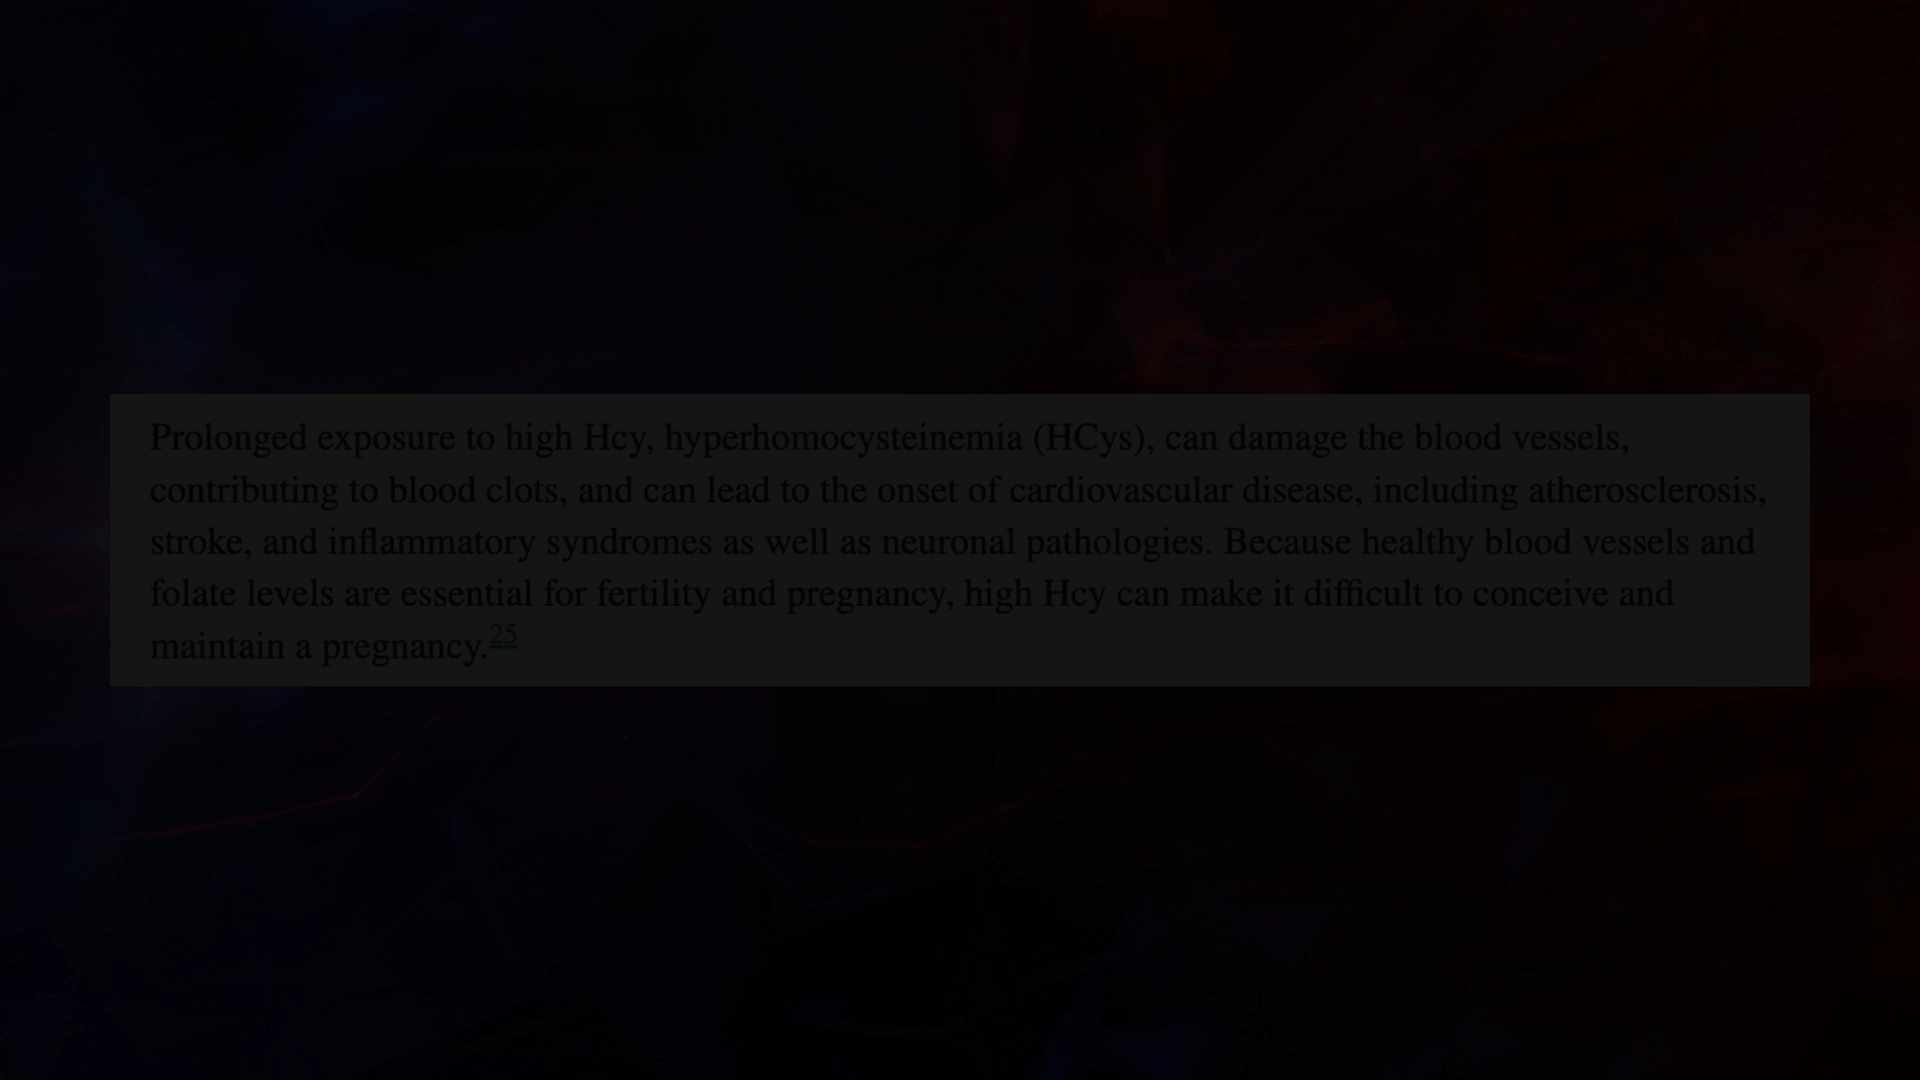 Prolonged exposure to high Hcy, hyperhomocysteinemia (HCys), can damage the blood vessels,
contributing to blood clots, and can lead to the onset of cardiovascular disease, including atherosclerosis,
stroke, and inflammatory syndromes as well as neuronal pathologies. Because healthy blood vessels and
folate levels are essential for fertility and pregnancy, high Hcy can make it difficult to conceive and
maintain a pregnancy.25